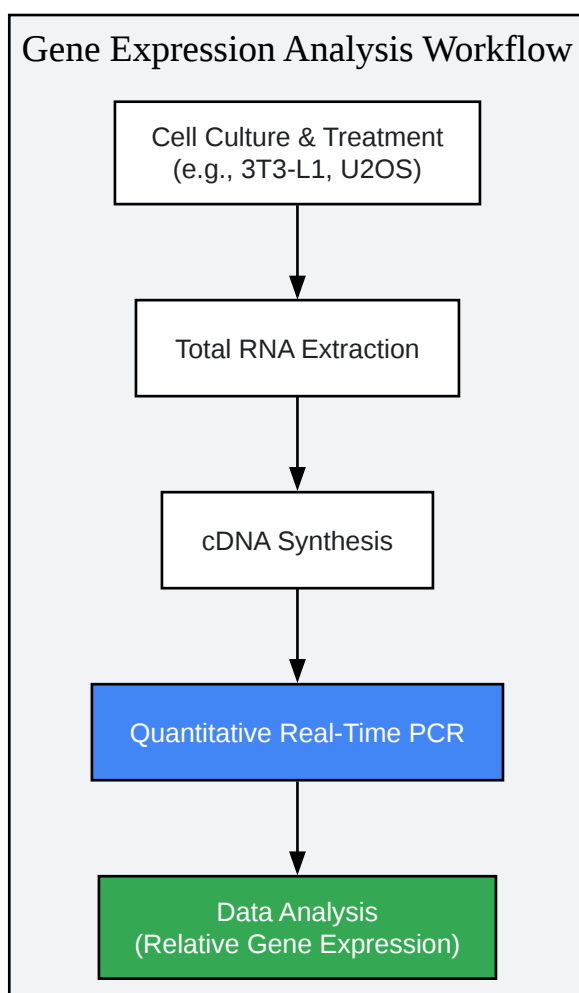 Gene Expression Analysis Workflow
Cell Culture & Treatment
(e.g., 3T3-L1, U2OS)
Total RNA Extraction
cDNA Synthesis
Quantitative Real-Time PCR
Data Analysis
(Relative Gene Expression)